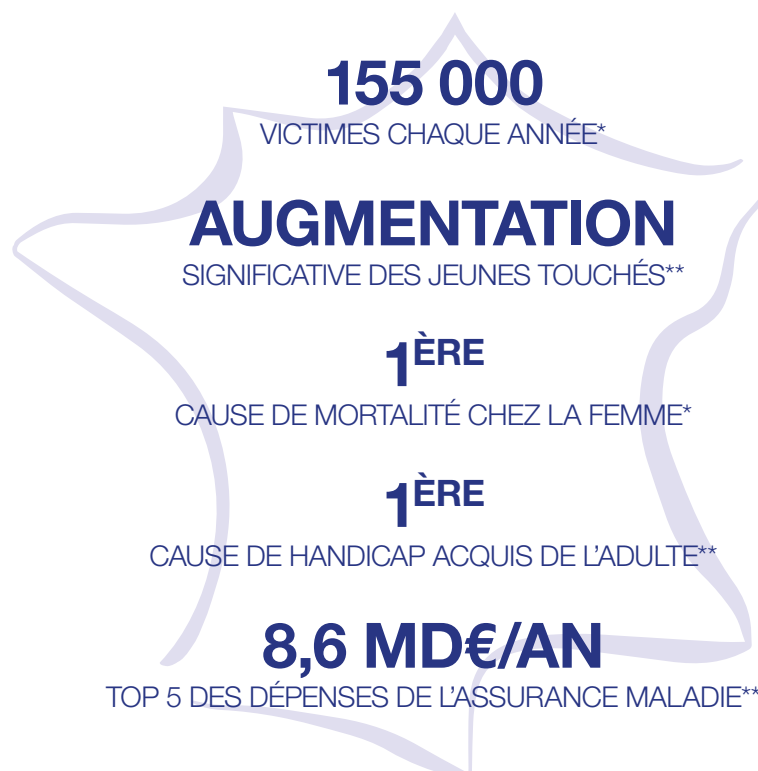 155 000
VICTIMES CHAQUE ANNÉE*
AUGMENTATION
SIGNIFICATIVE DES JEUNES TOUCHÉS**
1ÈRE
CAUSE DE MORTALITÉ CHEZ LA FEMME*
1ÈRE
CAUSE DE HANDICAP ACQUIS DE L'ADULTE**
8,6 MD€/AN
TOP 5 DES DÉPENSES DE L'ASSURANCE MALADIE**